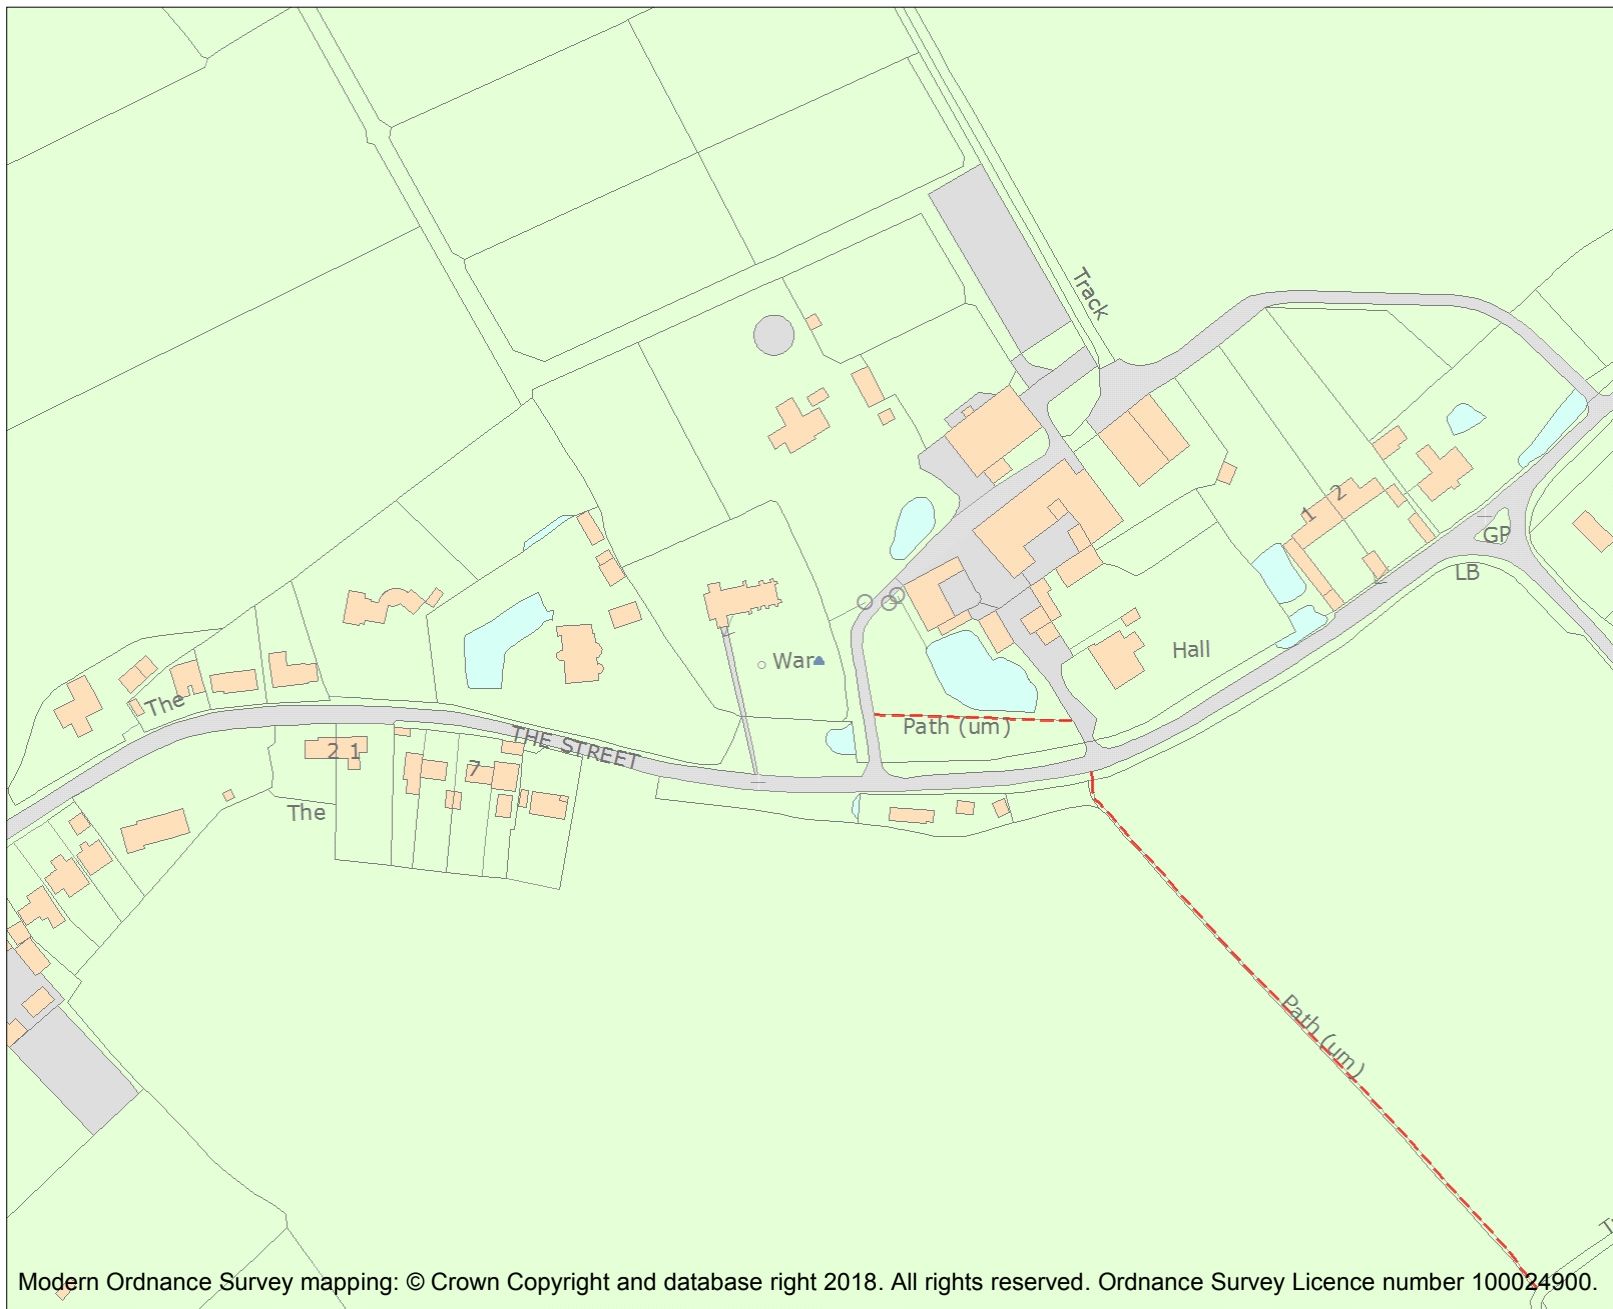 Track
2
1
GP
LB
Hall
War
The
Path (um)
THE STREET
2 1
7
The
Path (um)
Modern Ordnance Survey mapping: © Crown Copyright and database right 2018. All rights reserved. Ordnance Survey Licence number 100024900.